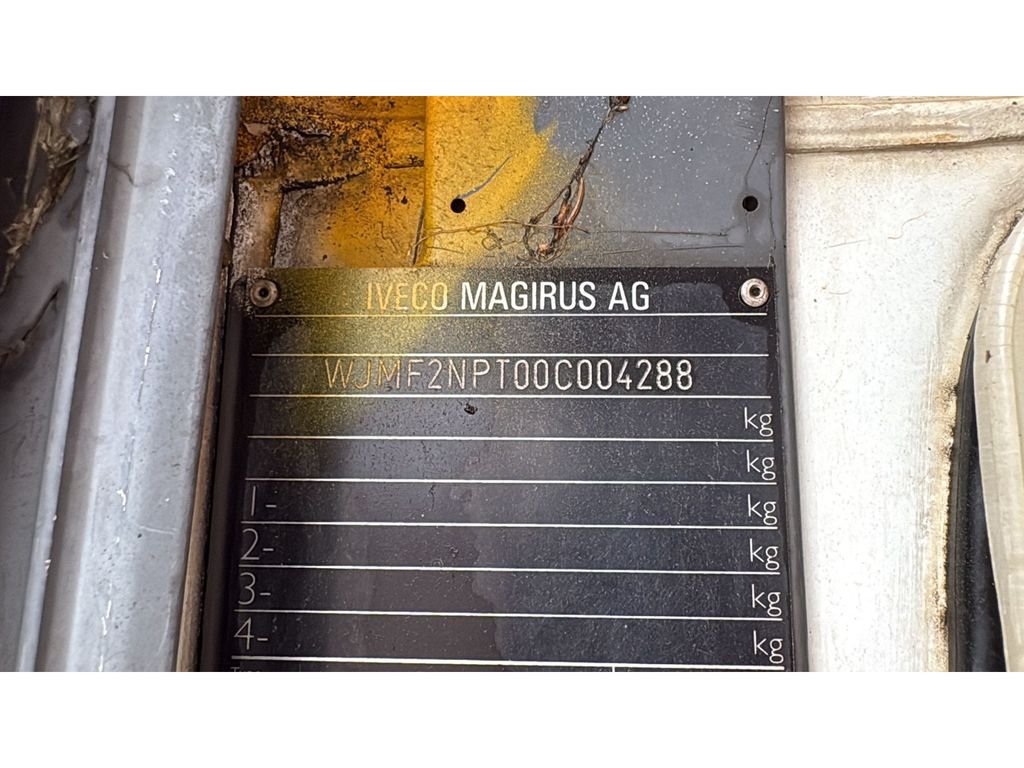 IVECO MAGIRUS AG
WJMF2NPT00C004288
kg
kg
1- kg
2- kg
3- kg
4- kg